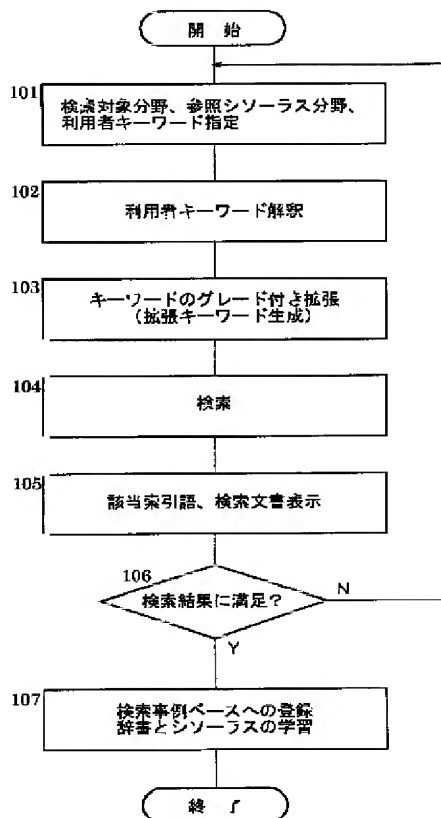 開 始
101
検索対象分野、参照シソーラス分野、
利用者キーワード指定
102
利用者キーワード解釈
103
キーワードのグレード付き拡張
（拡張キーワード生成）
104
検索
105
該当索引語、検索文書表示
106
検索結果に満足？
N
Y
107
検索事例ベースへの登録
辞書とシソーラスの学習
終 了